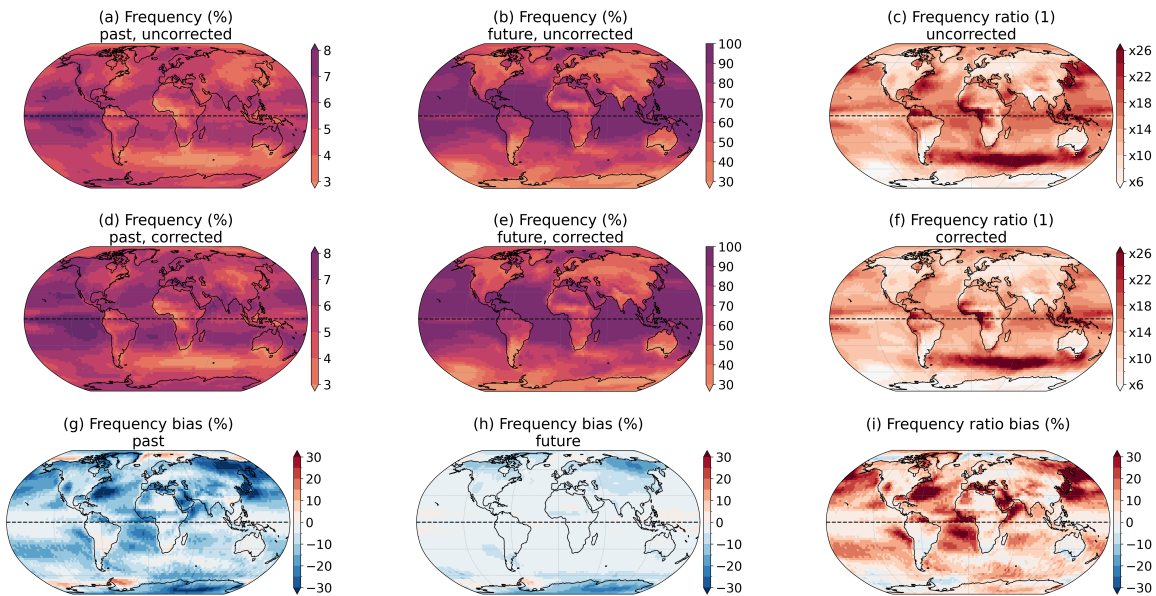 (a) Frequency (%)
past, uncorrected
8
7
6
5
4
3
(b) Frequency (%)
future, uncorrected
100
90
80
70
60
50
40
30
(c) Frequency ratio (1)
uncorrected
x26
x22
x18
x14
x10
x6
(d) Frequency (%)
past, corrected
8
7
6
5
4
3
(e) Frequency (%)
future, corrected
100
90
80
70
60
50
40
30
(f) Frequency ratio (1)
corrected
x26
x22
x18
x14
x10
x6
(g) Frequency bias (%)
past
30
20
10
0
−10
−20
−30
(h) Frequency bias (%)
future
30
20
10
0
−10
−20
−30
(i) Frequency ratio bias (%)
30
20
10
0
−10
−20
−30